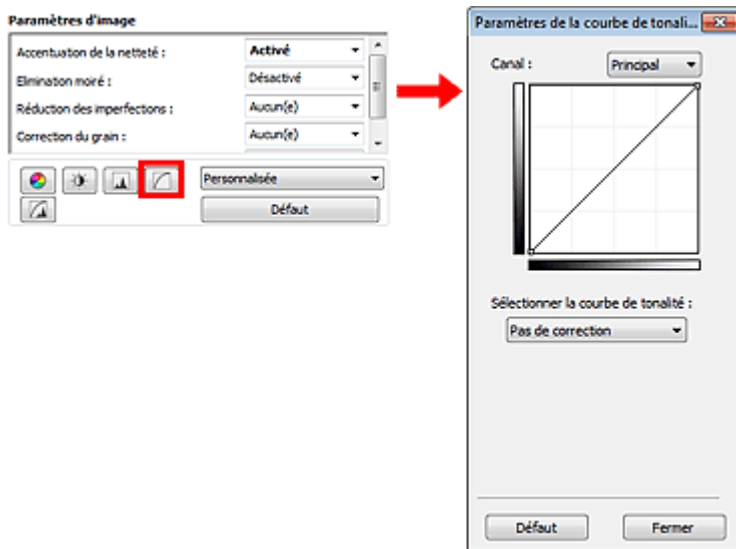 Paramètres d'image
Accentuation de la netteté : Activé
Elimination moiré : Désactivé
Réduction des imperfections : Aucun(e)
Correction du grain : Aucun(e)
Personnalisée
Défaut
Paramètres de la courbe de tonali...
Canal : Principal
Sélectionner la courbe de tonalité :
Pas de correction
Défaut Fermer